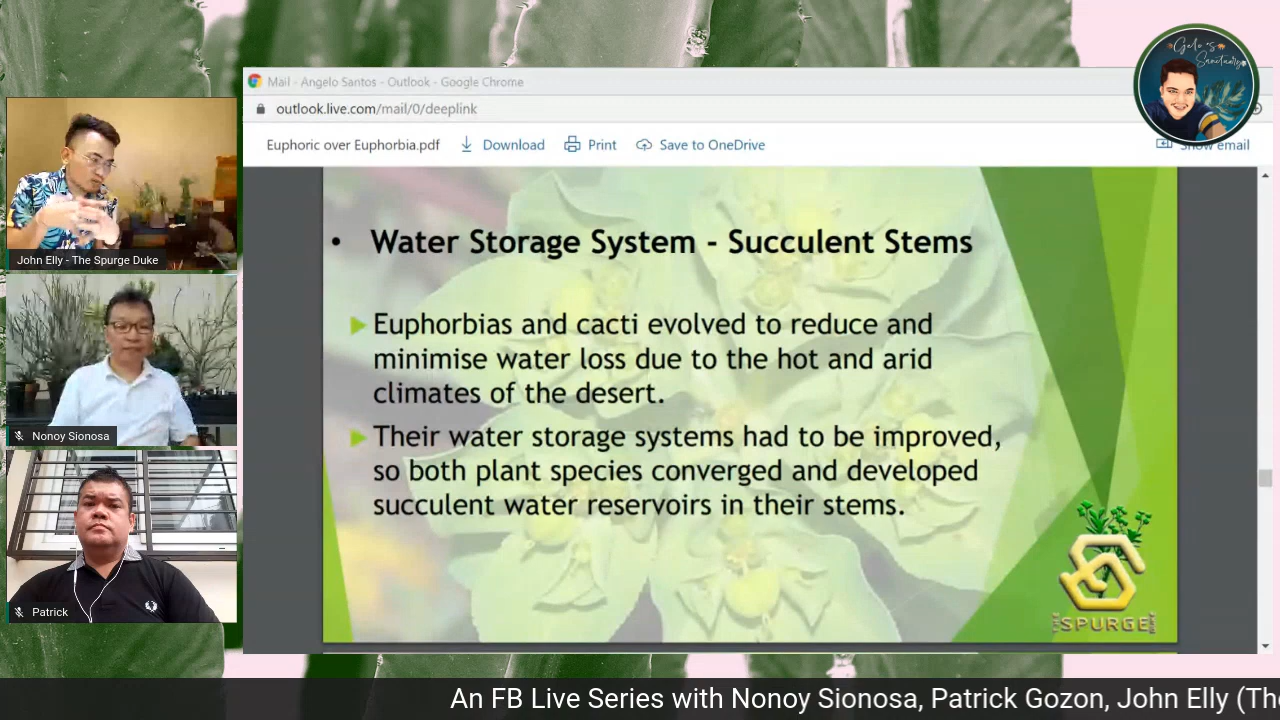 Gelo's
Sanctuary
Mail - Angelo Santos - Outlook - Google Chrome
outlook.live.com/mail/0/deeplink
Euphoric over Euphorbia.pdf
Download
Print
Save to OneDrive
Show email
• Water Storage System - Succulent Stems
Euphorbias and cacti evolved to reduce and
minimise water loss due to the hot and arid
climates of the desert.
Their water storage systems had to be improved,
so both plant species converged and developed
succulent water reservoirs in their stems.
SPURGE
John Elly - The Spurge Duke
Nonoy Sionosa
Patrick
An FB Live Series with Nonoy Sionosa, Patrick Gozon, John Elly (Th